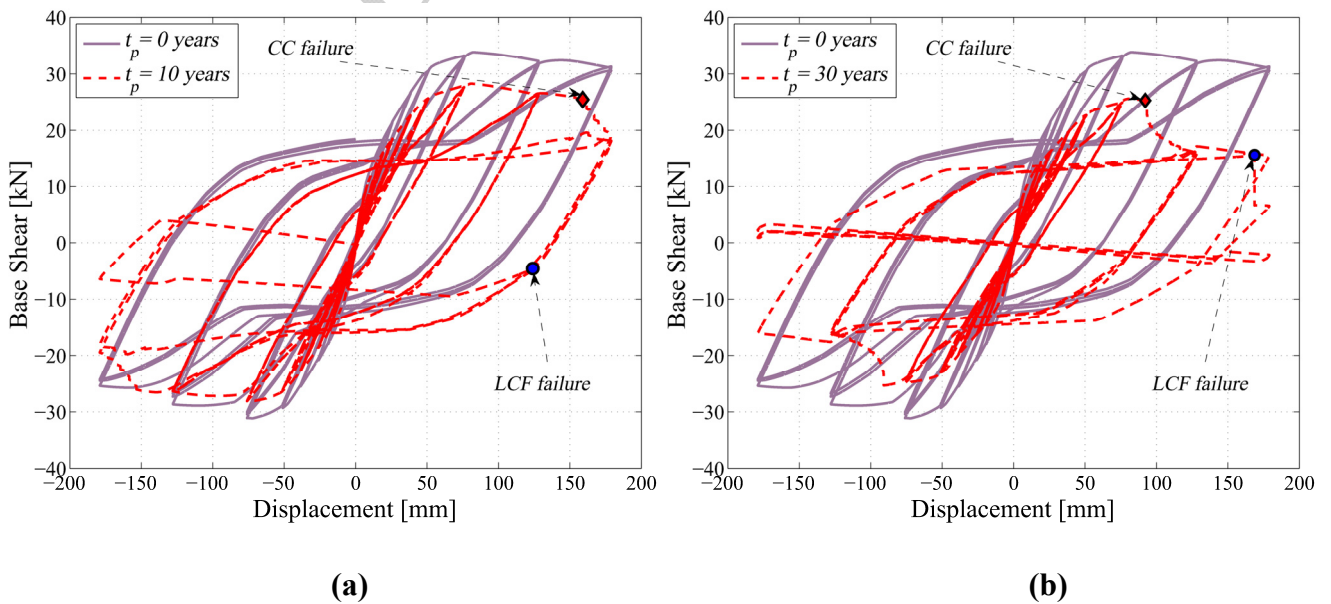 t_p = 0 years
t_p = 10 years
CC failure
LCF failure
40
30
20
10
0
−10
−20
−30
−40
Base Shear [kN]
−200 −150 −100 −50 0 50 100 150 200
Displacement [mm]
(a)
t_p = 0 years
t_p = 30 years
CC failure
LCF failure
40
30
20
10
0
−10
−20
−30
−40
Base Shear [kN]
−200 −150 −100 −50 0 50 100 150 200
Displacement [mm]
(b)